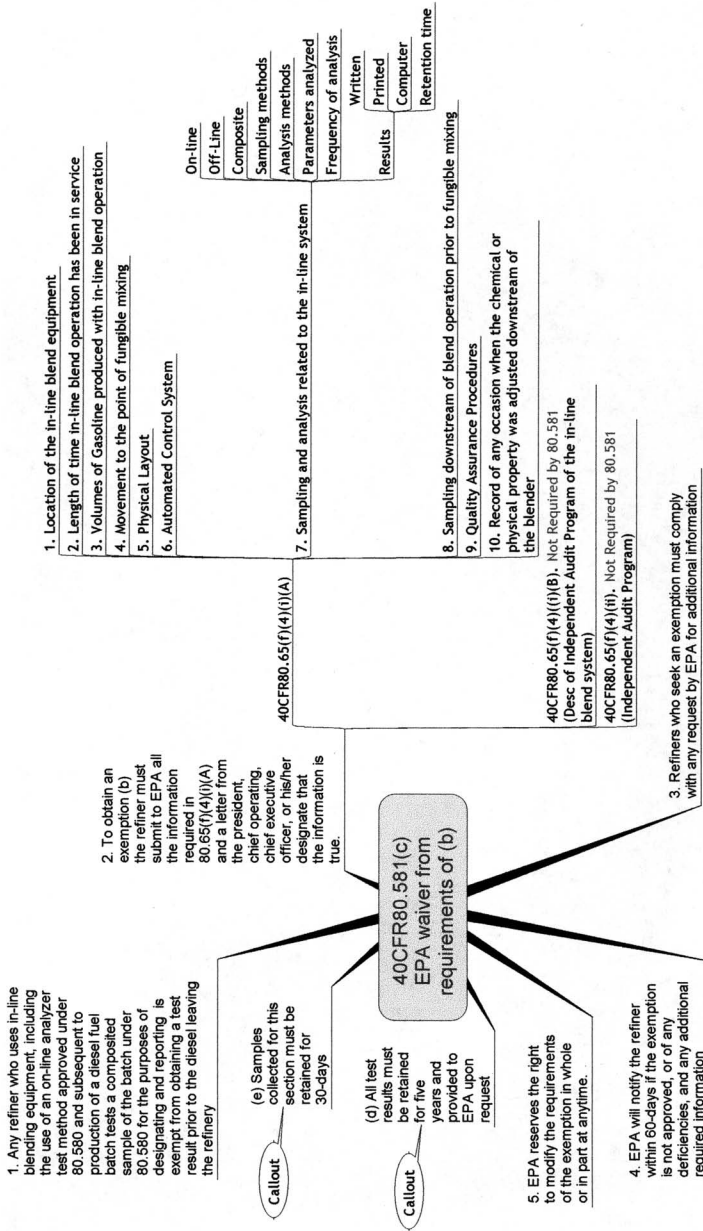 1. Any refiner who uses in-line
blending equipment, including
the use of an on-line analyzer
test method approved under
80.580 and subsequent to
production of a diesel fuel
batch tests a composited
sample of the batch under
80.580 for the purposes of
designating and reporting is
exempt from obtaining a test
result prior to the diesel leaving
the refinery
Callout
(e) Samples
collected for this
section must be
retained for
30-days
Callout
(d) All test
results must
be retained
for five
years and
provided to
EPA upon
request
5. EPA reserves the right
to modify the requirements
of the exemption in whole
or in part at anytime.
4. EPA will notify the refiner
within 60-days if the exemption
is not approved, or of any
deficiencies, and any additional
required information
40CFR80.581(c)
EPA waiver from
requirements of (b)
2. To obtain an
exemption (b)
the refiner must
submit to EPA all
the information
required in
80.65(f)(4)(i)(A)
and a letter from
the president,
chief operating,
chief executive
officer, or his/her
designate that
the information is
true.
40CFR80.65(f)(4)(i)(A)
1. Location of the in-line blend equipment
2. Length of time in-line blend operation has been in service
3. Volumes of Gasoline produced with in-line blend operation
4. Movement to the point of fungible mixing
5. Physical Layout
6. Automated Control System
7. Sampling and analysis related to the in-line system
On-line
Off-Line
Composite
Sampling methods
Analysis methods
Parameters analyzed
Frequency of analysis
Results
Written
Printed
Computer
Retention time
8. Sampling downstream of blend operation prior to fungible mixing
9. Quality Assurance Procedures
10. Record of any occasion when the chemical or
physical property was adjusted downstream of
the blender
40CFR80.65(f)(4)((i)(B). Not Required by 80.581
(Desc of Independent Audit Program of the in-line
blend system)
40CFR80.65(f)(4)(ii). Not Required by 80.581
(Independent Audit Program)
3. Refiners who seek an exemption must comply
with any request by EPA for additional information